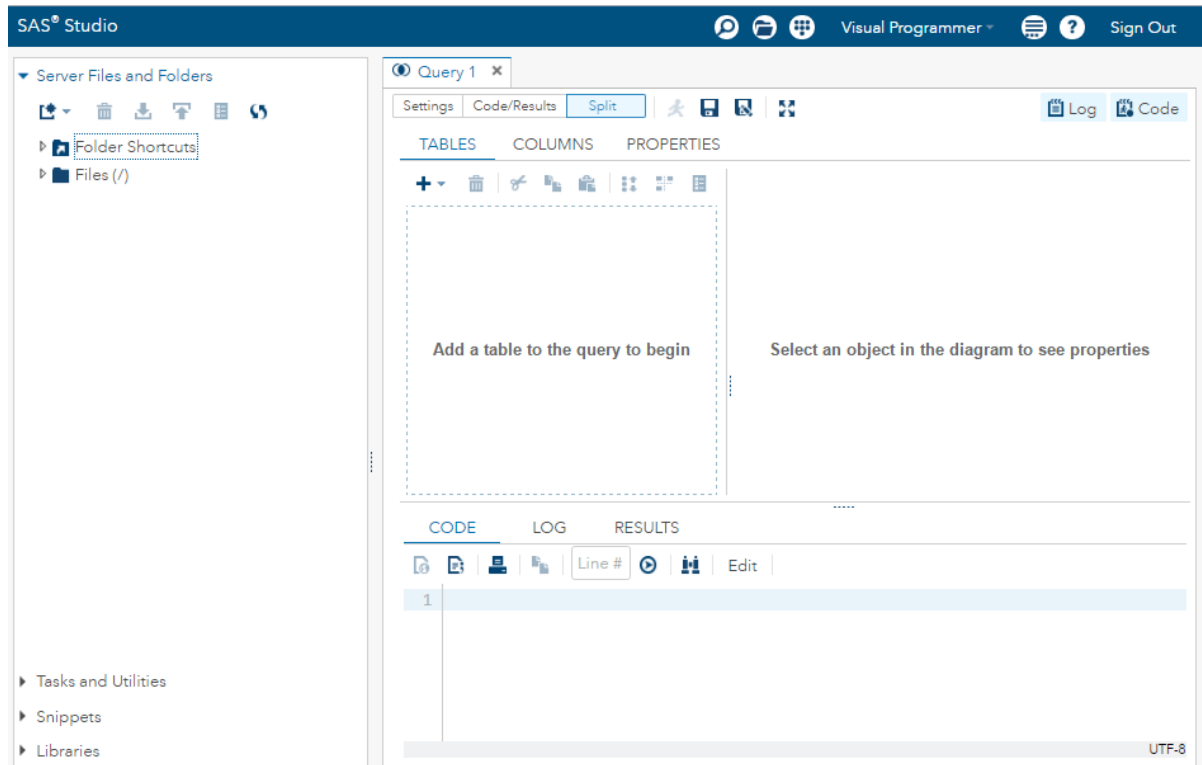 SAS® Studio
Visual Programmer
Sign Out
Server Files and Folders
Folder Shortcuts
Files (/)
Tasks and Utilities
Snippets
Libraries
Query 1
Settings Code/Results Split
Log Code
TABLES COLUMNS PROPERTIES
Add a table to the query to begin
Select an object in the diagram to see properties
CODE LOG RESULTS
Line # Edit
1
UTF-8